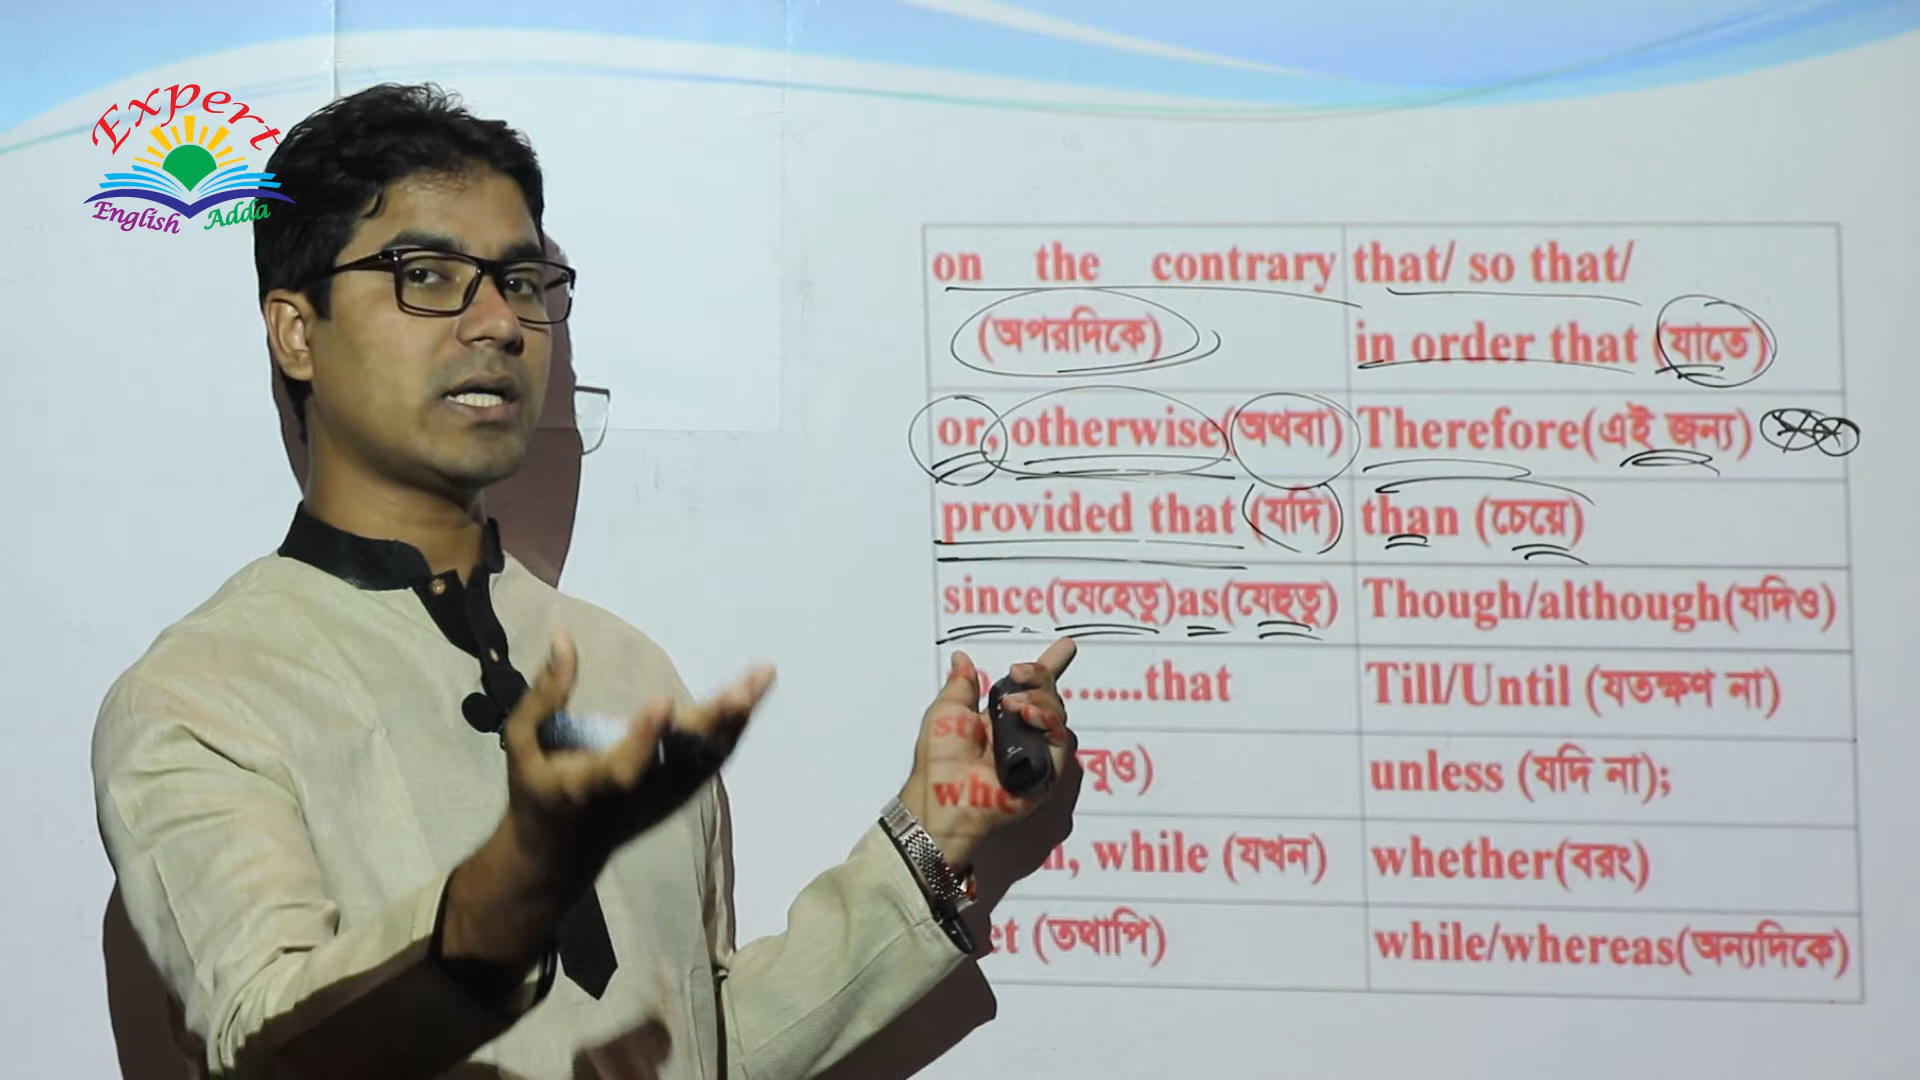 Expert
English Adda
on the contrary
(অপরদিকে)
that/ so that/
in order that (যাতে)
or, otherwise(অথবা)
Therefore(এই জন্য)
provided that (যদি)
than (চেয়ে)
since(যেহেতু)as(যেহুতু)
Though/although(যদিও)
.......that
Till/Until (যতক্ষণ না)
unless (যদি না);
while (যখন)
whether(বরং)
(তথাপি)
while/whereas(অন্যদিকে)